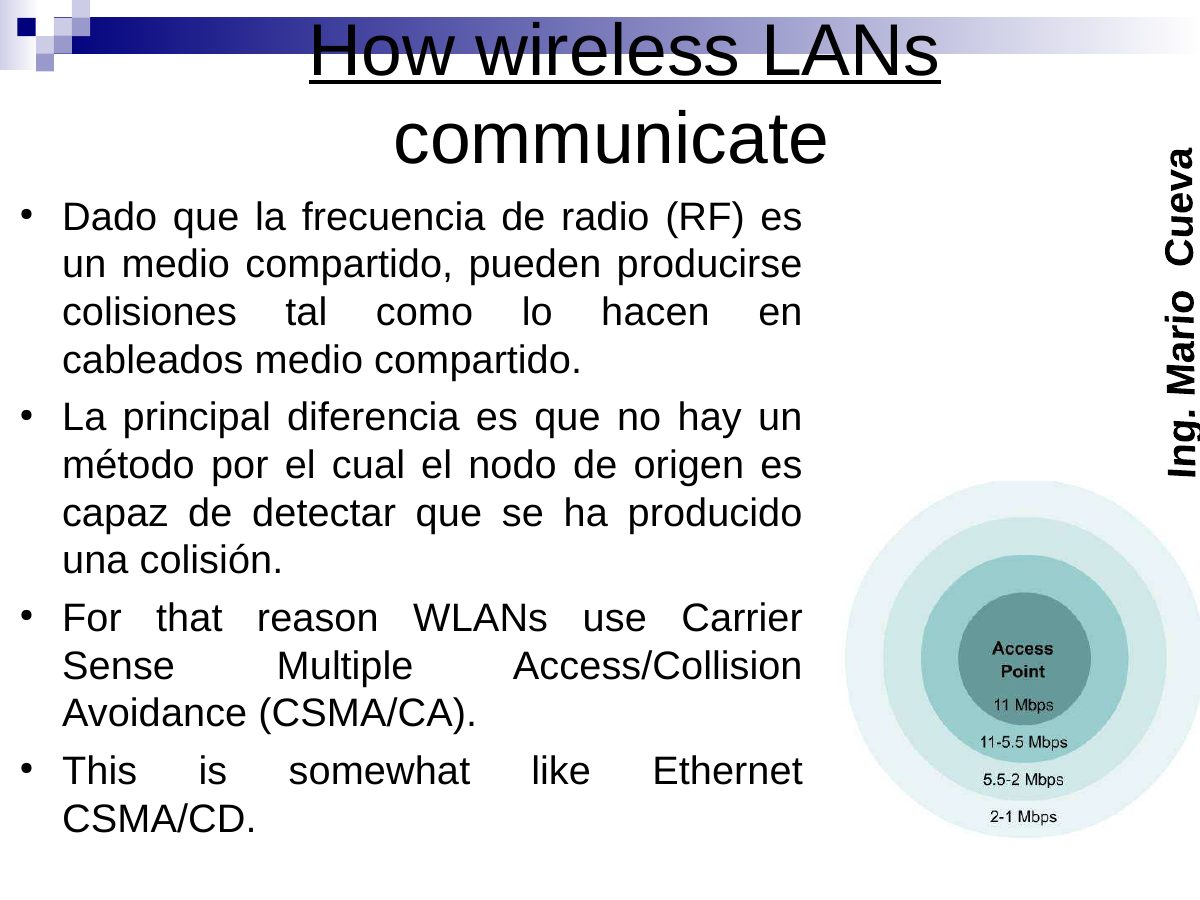 How wireless LANs
communicate
• Dado que la frecuencia de radio (RF) es
un medio compartido, pueden producirse
colisiones tal como lo hacen en
cableados medio compartido.
• La principal diferencia es que no hay un
método por el cual el nodo de origen es
capaz de detectar que se ha producido
una colisión.
• For that reason WLANs use Carrier
Sense Multiple Access/Collision
Avoidance (CSMA/CA).
• This is somewhat like Ethernet
CSMA/CD.
Ing. Mario Cueva
Access
Point
11 Mbps
11-5.5 Mbps
5.5-2 Mbps
2-1 Mbps